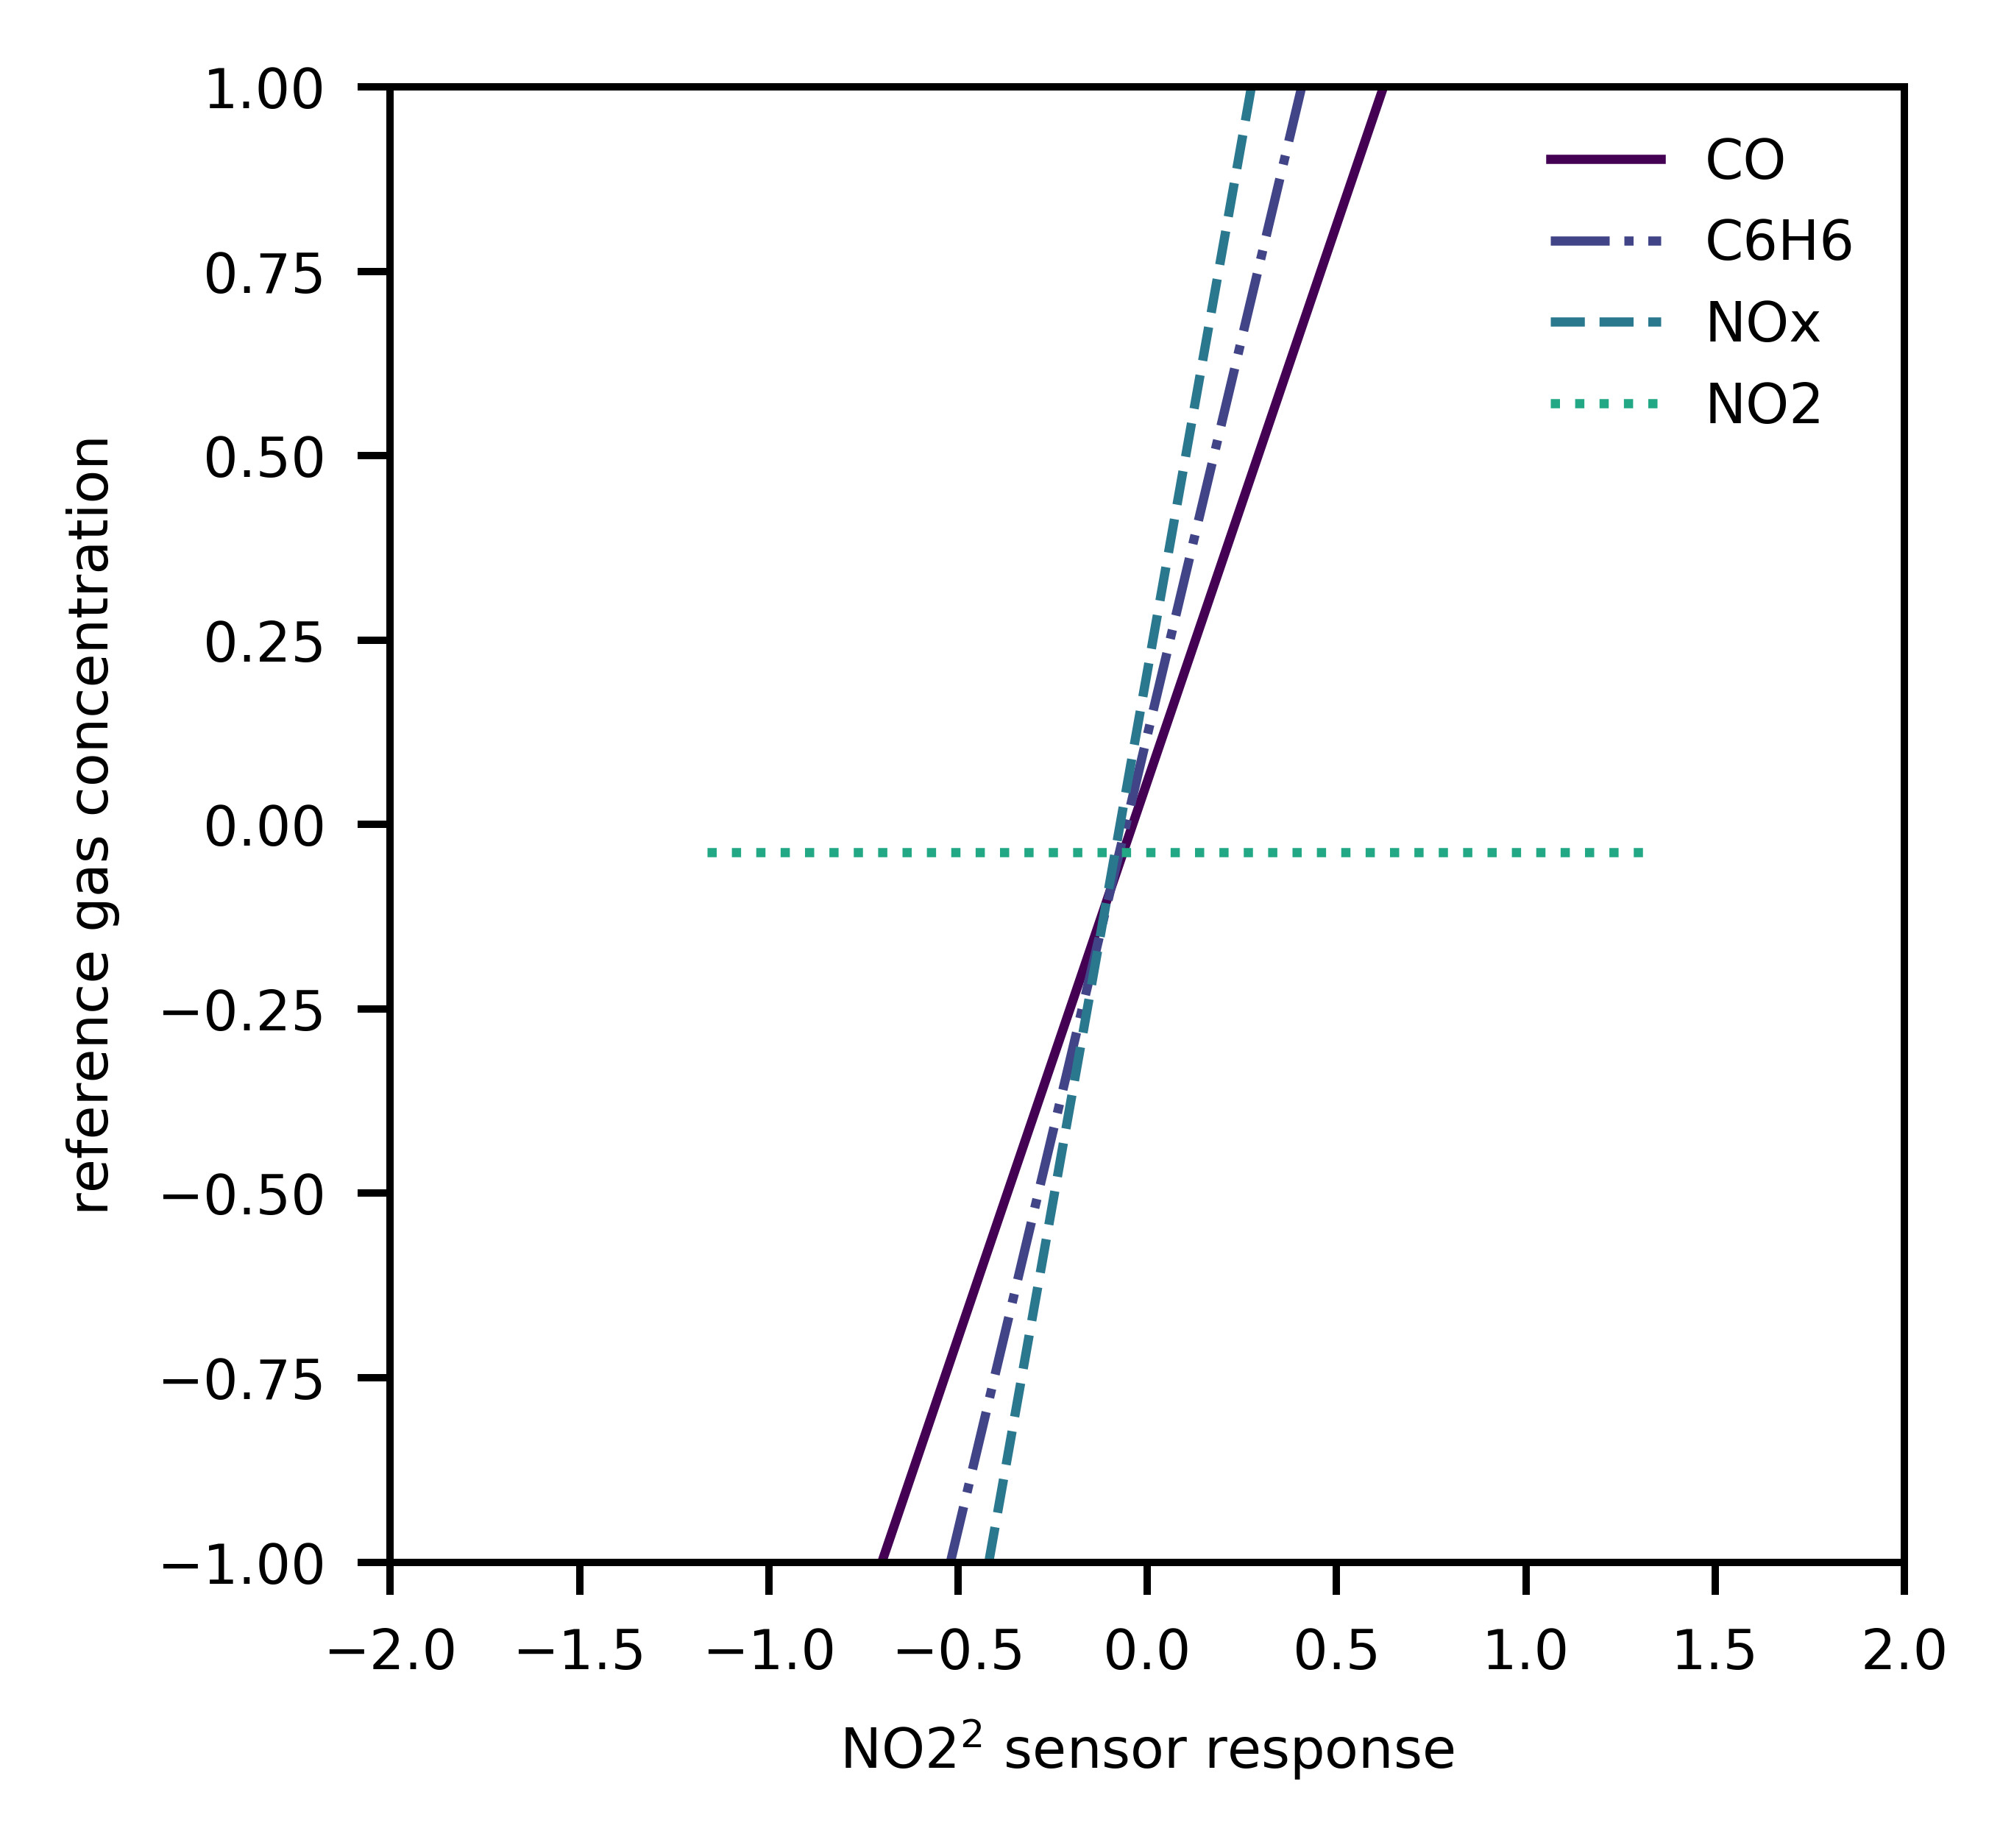 1.00
0.75
0.50
0.25
0.00
−0.25
−0.50
−0.75
−1.00
reference gas concentration
CO
C6H6
NOx
NO2
−2.0 −1.5 −1.0 −0.5 0.0 0.5 1.0 1.5 2.0
NO2² sensor response